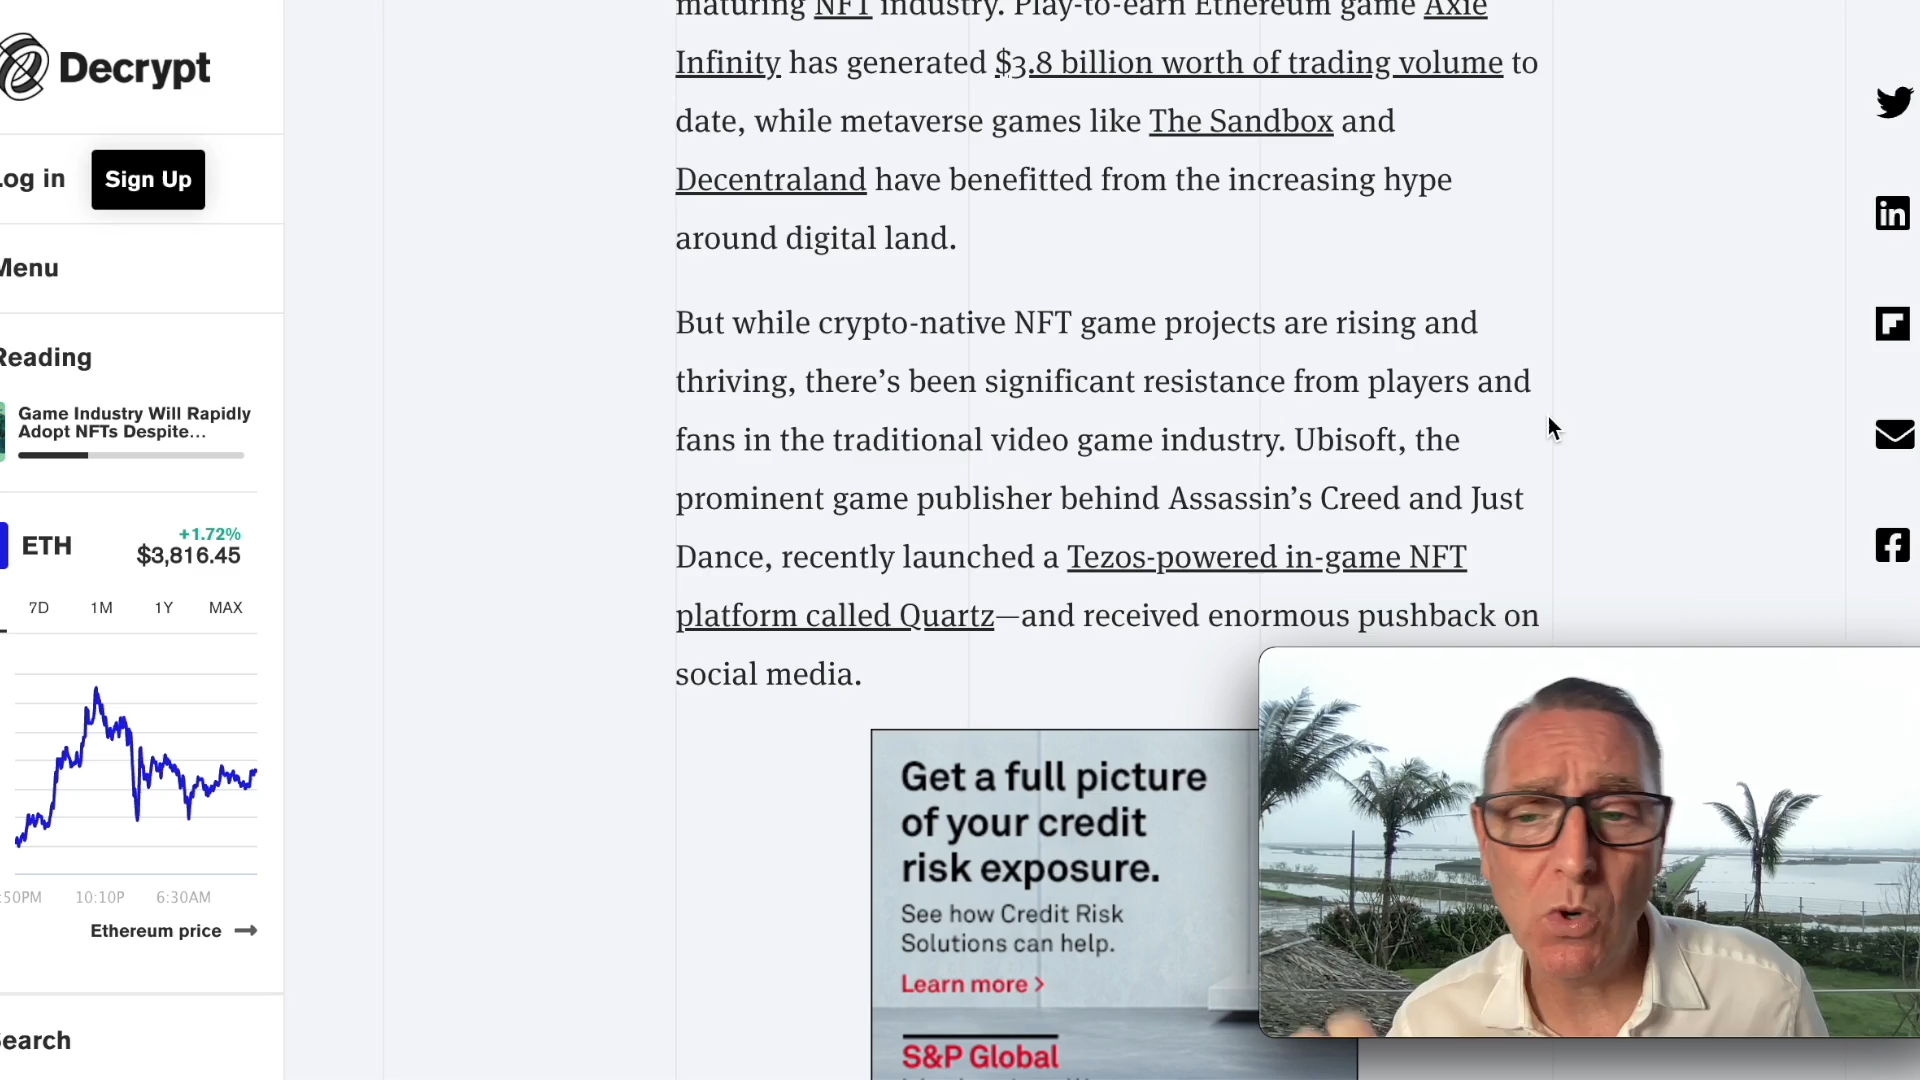 Decrypt
Log in
Sign Up
Menu
Reading
Game Industry Will Rapidly
Adopt NFTs Despite...
ETH
+1.72%
$3,816.45
7D 1M 1Y MAX
:50PM 10:10P 6:30AM
Ethereum price
Search
maturing NFT industry. Play-to-earn Ethereum game Axie
Infinity has generated $3.8 billion worth of trading volume to
date, while metaverse games like The Sandbox and
Decentraland have benefitted from the increasing hype
around digital land.
But while crypto-native NFT game projects are rising and
thriving, there’s been significant resistance from players and
fans in the traditional video game industry. Ubisoft, the
prominent game publisher behind Assassin’s Creed and Just
Dance, recently launched a Tezos-powered in-game NFT
platform called Quartz—and received enormous pushback on
social media.
Get a full picture
of your credit
risk exposure.
See how Credit Risk
Solutions can help.
Learn more >
S&P Global
in